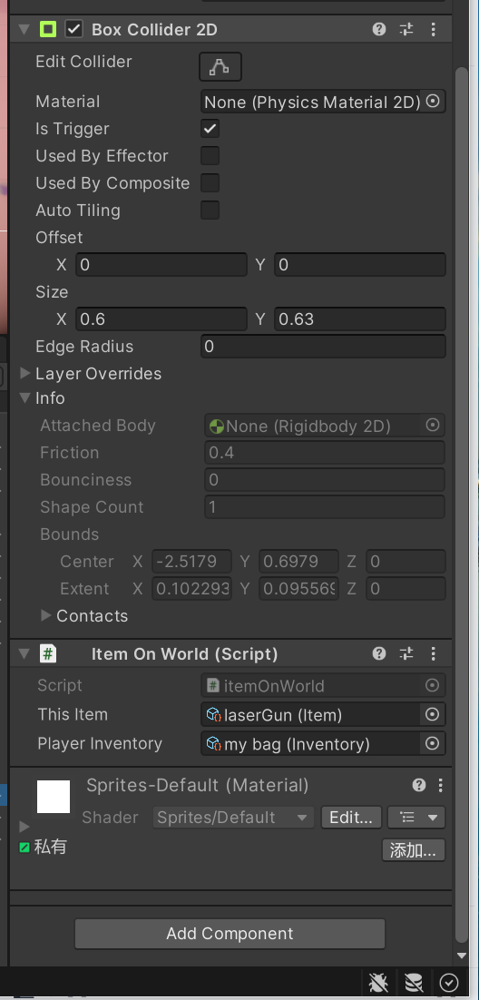 Box Collider 2D
Edit Collider
Material None (Physics Material 2D)
Is Trigger
Used By Effector
Used By Composite
Auto Tiling
Offset
X 0 Y 0
Size
X 0.6 Y 0.63
Edge Radius 0
Layer Overrides
Info
Attached Body None (Rigidbody 2D)
Friction 0.4
Bounciness 0
Shape Count 1
Bounds
Center X -2.5179 Y 0.6979 Z 0
Extent X 0.102293 Y 0.095569 Z 0
Contacts
# Item On World (Script)
Script # itemOnWorld
This Item laserGun (Item)
Player Inventory my bag (Inventory)
Sprites-Default (Material)
Shader Sprites/Default Edit...
私有 添加...
Add Component